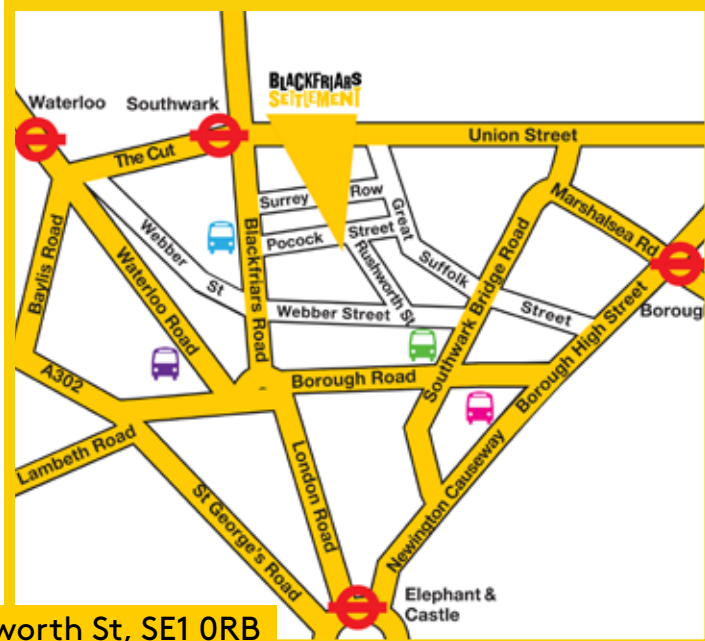 BLACKFRIARS
SETTLEMENT
Waterloo
Southwark
Union Street
The Cut
Surrey Row
Marshalsea Rd
Great Suffolk Street
Pocock Street
Webber St
Baylis Road
Waterloo Road
Blackfriars Road
Rushworth St
Southwark Bridge Road
Borough High Street
Webber Street
A302
Borough Road
Lambeth Road
London Road
Newington Causeway
St George's Road
Elephant &
Castle
worth St, SE1 0RB